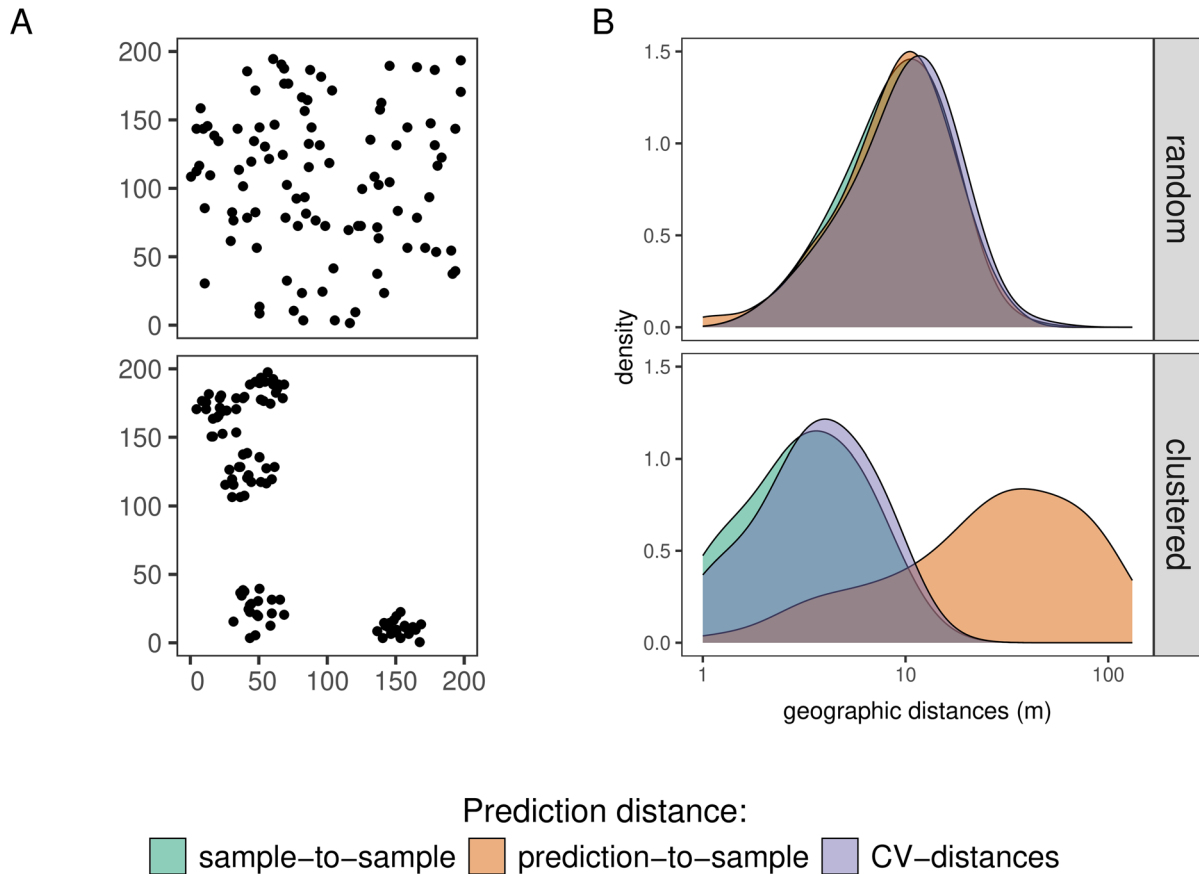 A
B
200
150
100
50
0
200
150
100
50
0
0 50 100 150 200
density
1.5
1.0
0.5
0.0
random
1.5
1.0
0.5
0.0
clustered
1 10 100
geographic distances (m)
Prediction distance:
sample−to−sample prediction−to−sample CV−distances